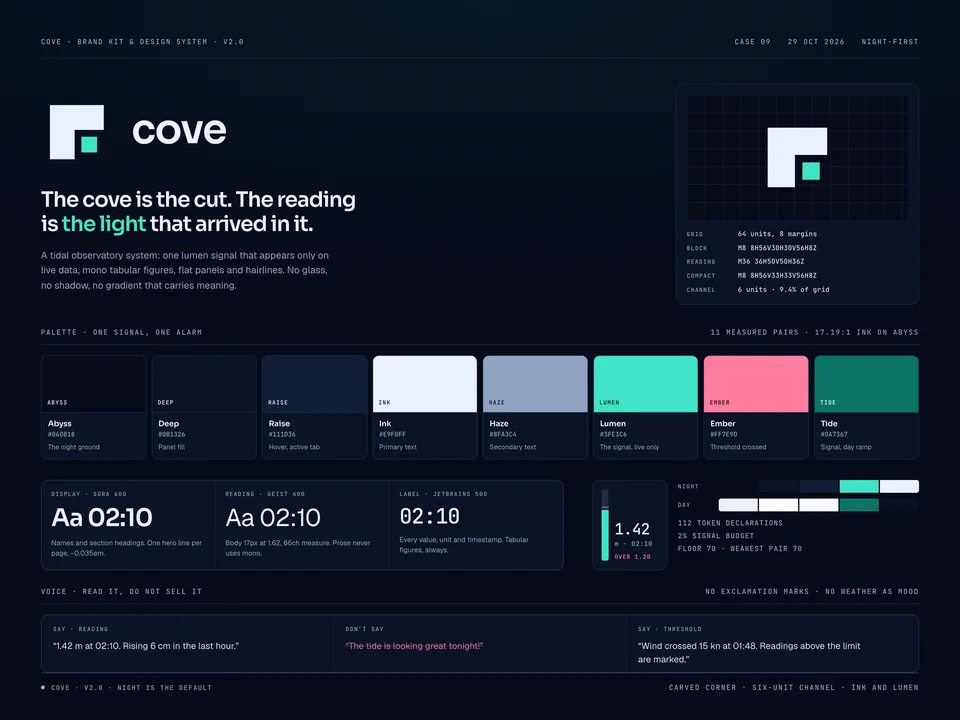 COVE · BRAND KIT & DESIGN SYSTEM · V2.0
CASE 09 29 OCT 2026 NIGHT-FIRST
cove
The cove is the cut. The reading
is the light that arrived in it.
A tidal observatory system: one lumen signal that appears only on
live data, mono tabular figures, flat panels and hairlines. No glass,
no shadow, no gradient that carries meaning.
GRID 64 units, 8 margins
BLOCK M8 8H56V30H30V56H8Z
READING M36 36H50V50H36Z
COMPACT M8 8H56V33H33V56H8Z
CHANNEL 6 units · 9.4% of grid
PALETTE · ONE SIGNAL, ONE ALARM
11 MEASURED PAIRS · 17.19:1 INK ON ABYSS
ABYSS
Abyss
#060B18
The night ground
DEEP
Deep
#0B1326
Panel fill
RAISE
Raise
#111D36
Hover, active tab
INK
Ink
#E9F0FF
Primary text
HAZE
Haze
#8FA3C4
Secondary text
LUMEN
Lumen
#3FE3C6
The signal, live only
EMBER
Ember
#FF7E9D
Threshold crossed
TIDE
Tide
#0A7367
Signal, day ramp
DISPLAY · SORA 600
Aa 02:10
Names and section headings. One hero line per
page, -0.035em.
READING · GEIST 400
Aa 02:10
Body 17px at 1.62, 66ch measure. Prose never
uses mono.
LABEL · JETBRAINS 500
02:10
Every value, unit and timestamp. Tabular
figures, always.
1.42
m · 02:10
OVER 1.20
NIGHT
DAY
112 TOKEN DECLARATIONS
2% SIGNAL BUDGET
FLOOR 70 · WEAKEST PAIR 70
VOICE · READ IT, DO NOT SELL IT
NO EXCLAMATION MARKS · NO WEATHER AS MOOD
SAY · READING
“1.42 m at 02:10. Rising 6 cm in the last hour.”
DON'T SAY
“The tide is looking great tonight!”
SAY · THRESHOLD
“Wind crossed 15 kn at 01:48. Readings above the limit
are marked.”
COVE · V2.0 · NIGHT IS THE DEFAULT
CARVED CORNER · SIX-UNIT CHANNEL · INK AND LUMEN